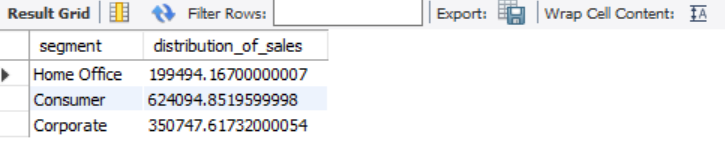 Result Grid Filter Rows: Export: Wrap Cell Content: IA
segment distribution_of_sales
Home Office 199494.16700000007
Consumer 624094.8519599998
Corporate 350747.61732000054